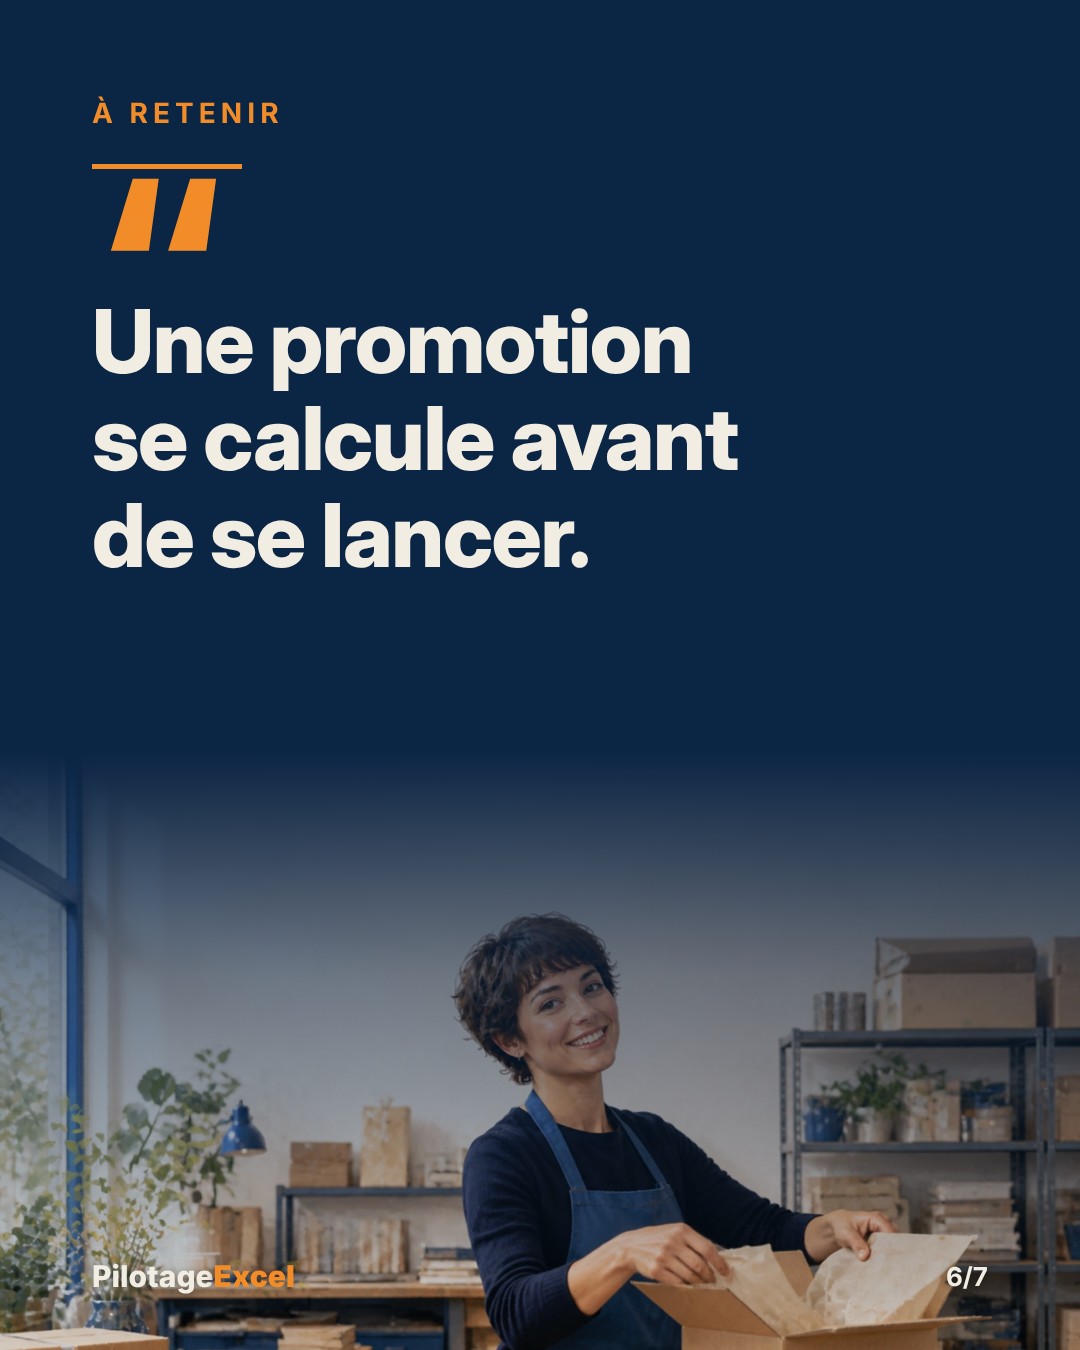 À RETENIR
"
Une promotion
se calcule avant
de se lancer.
PilotageExcel
6/7